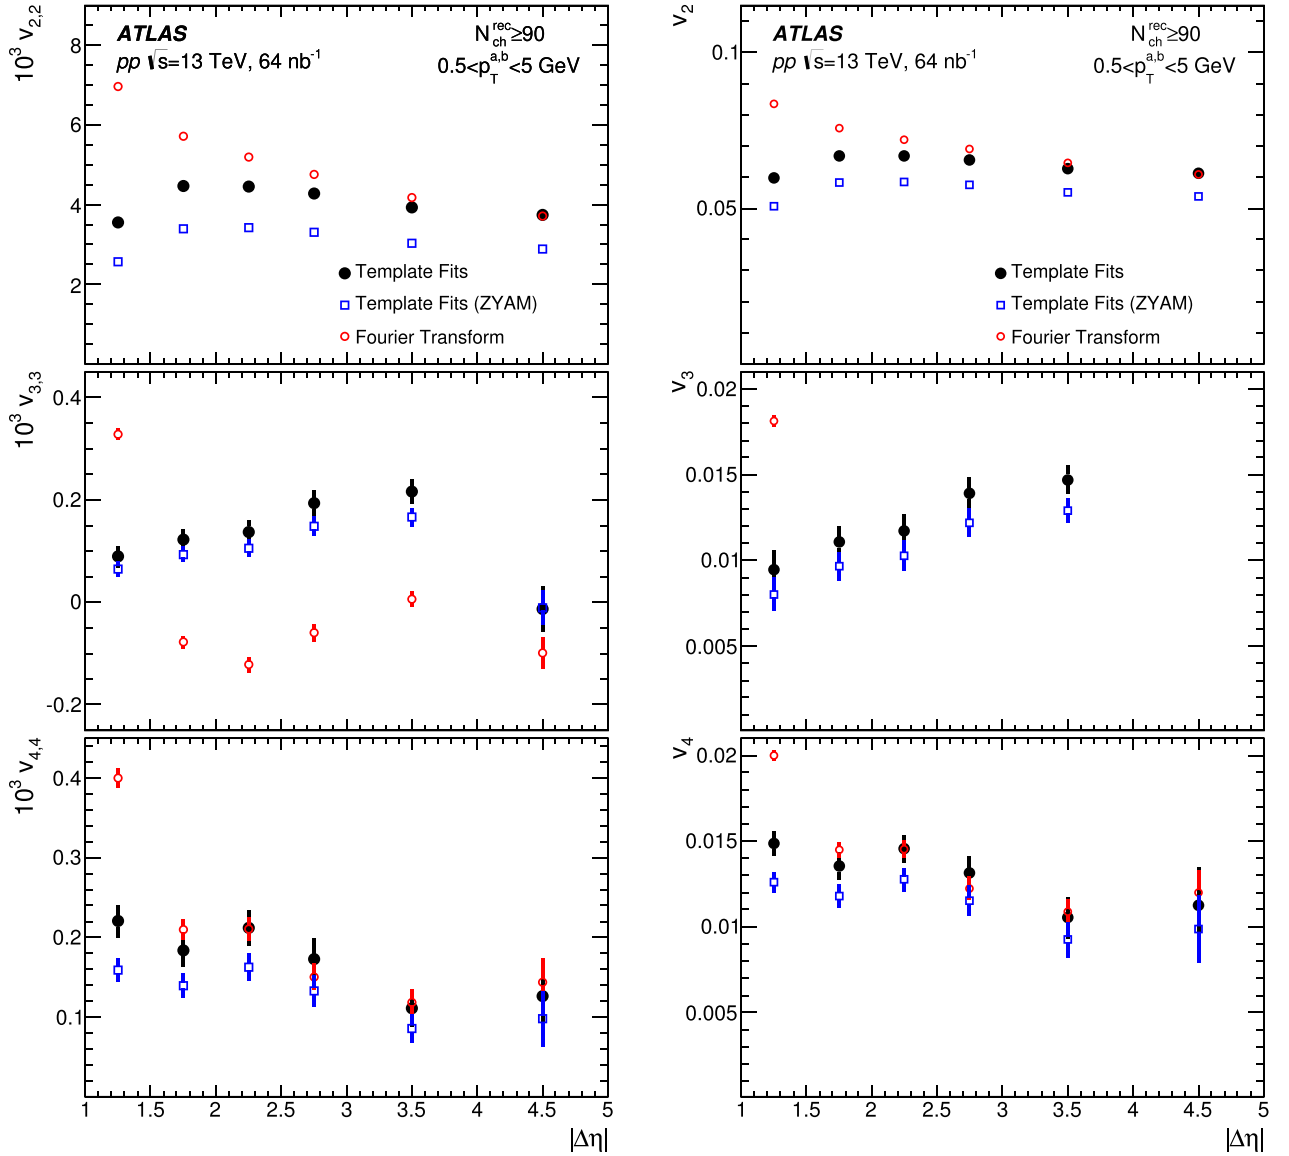 10³ v₂,₂
ATLAS
pp √s=13 TeV, 64 nb⁻¹
N_ch^rec≥90
0.5<p_T^a,b<5 GeV
8
6
4
2
Template Fits
Template Fits (ZYAM)
Fourier Transform
v₂
ATLAS
pp √s=13 TeV, 64 nb⁻¹
N_ch^rec≥90
0.5<p_T^a,b<5 GeV
0.1
0.05
Template Fits
Template Fits (ZYAM)
Fourier Transform
10³ v₃,₃
0.4
0.2
0
-0.2
v₃
0.02
0.015
0.01
0.005
10³ v₄,₄
0.4
0.3
0.2
0.1
1 1.5 2 2.5 3 3.5 4 4.5 5
|Δη|
v₄
0.02
0.015
0.01
0.005
1 1.5 2 2.5 3 3.5 4 4.5 5
|Δη|